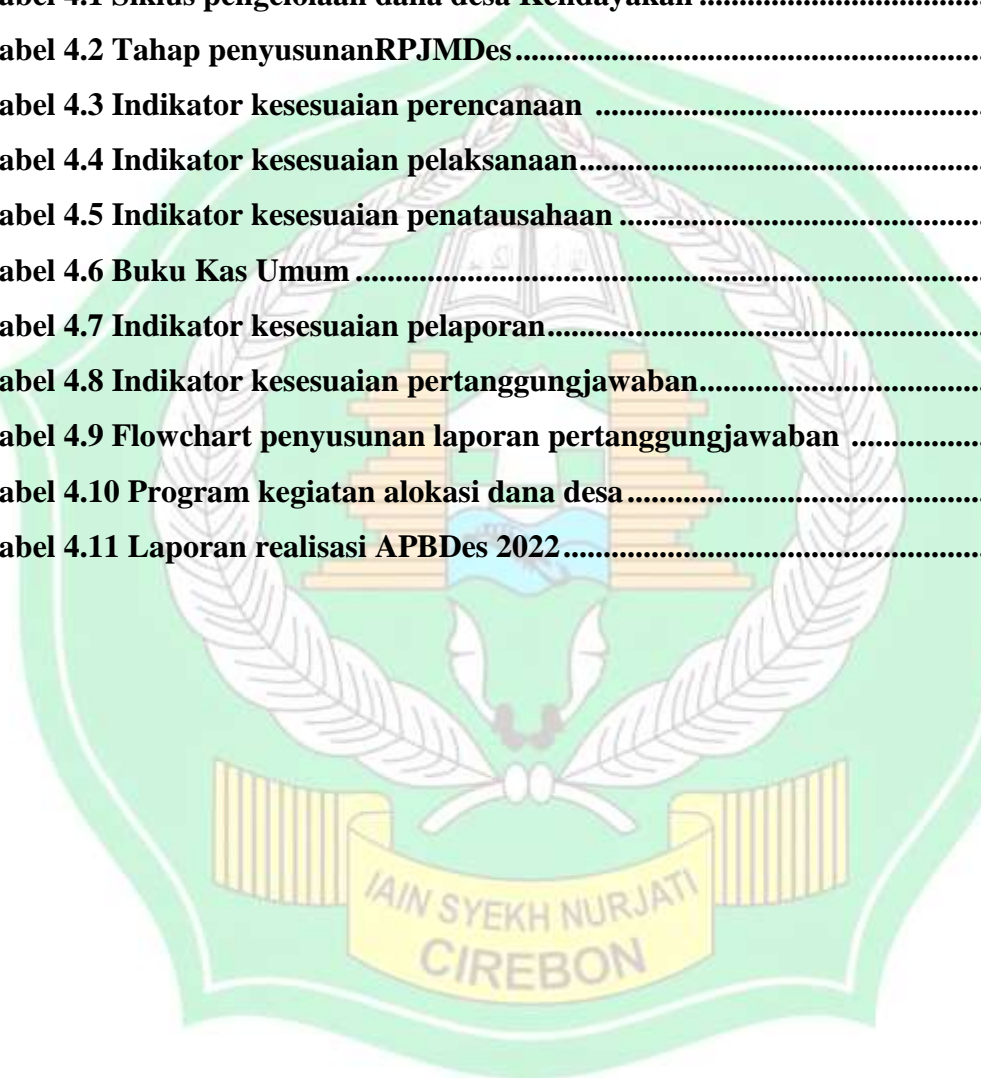 abel 4.1 Siklus pengelolaan dana desa Kendayakan ....................................
abel 4.2 Tahap penyusunanRPJMDes............................................................
abel 4.3 Indikator kesesuaian perencanaan ..................................................
abel 4.4 Indikator kesesuaian pelaksanaan....................................................
abel 4.5 Indikator kesesuaian penatausahaan ...............................................
abel 4.6 Buku Kas Umum ................................................................................
abel 4.7 Indikator kesesuaian pelaporan........................................................
abel 4.8 Indikator kesesuaian pertanggungjawaban....................................
abel 4.9 Flowchart penyusunan laporan pertanggungjawaban .................
abel 4.10 Program kegiatan alokasi dana desa..............................................
abel 4.11 Laporan realisasi APBDes 2022......................................................
IAIN SYEKH NURJATI
CIREBON